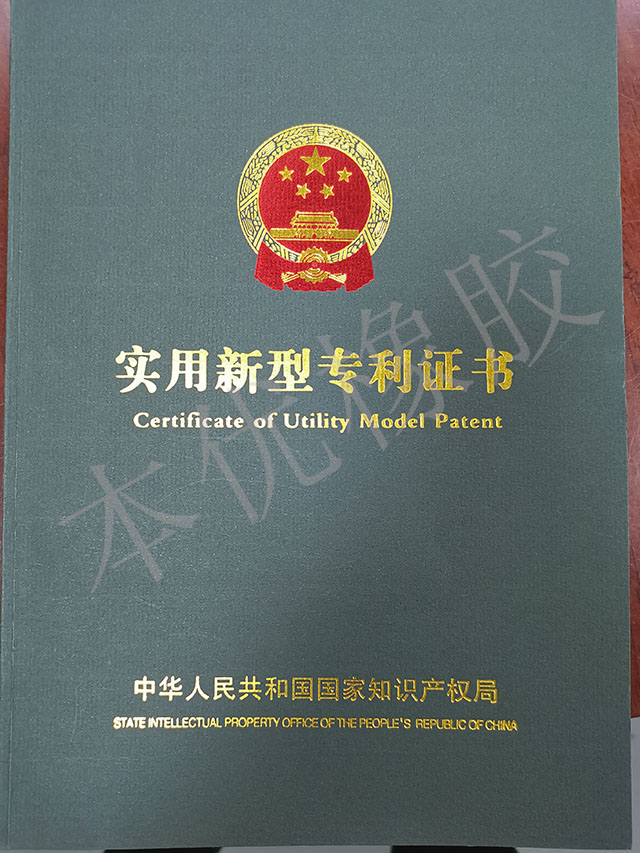 实用新型专利证书
Certificate of Utility Model Patent
本优橡胶
中华人民共和国国家知识产权局
STATE INTELLECTUAL PROPERTY OFFICE OF THE PEOPLE'S REPUBLIC OF CHINA